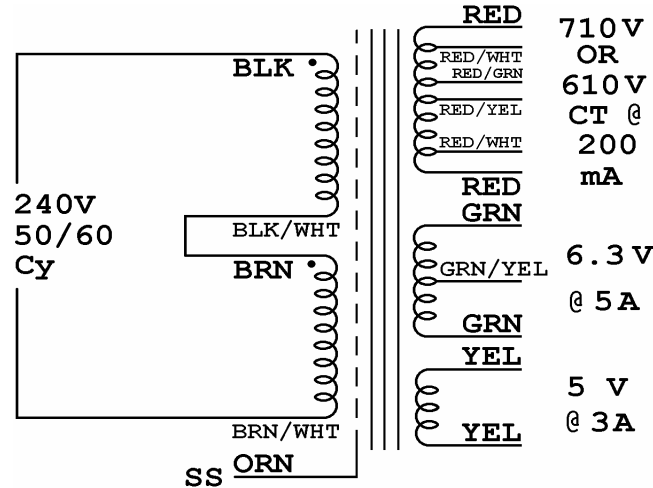 BLK
BLK/WHT
240V
50/60
Cy
BRN
BRN/WHT
SS ORN
RED
RED/WHT
RED/GRN
RED/YEL
RED/WHT
RED
710V
OR
610V
CT @
200
mA
GRN
GRN/YEL
GRN
6.3V
@ 5A
YEL
YEL
5 V
@ 3A